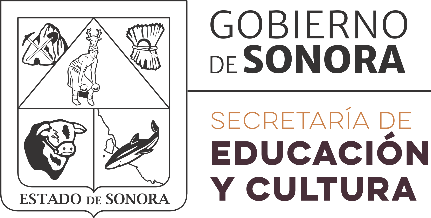 GOBIERNO
DE SONORA
SECRETARÍA DE
EDUCACIÓN
Y CULTURA
ESTADO DE SONORA